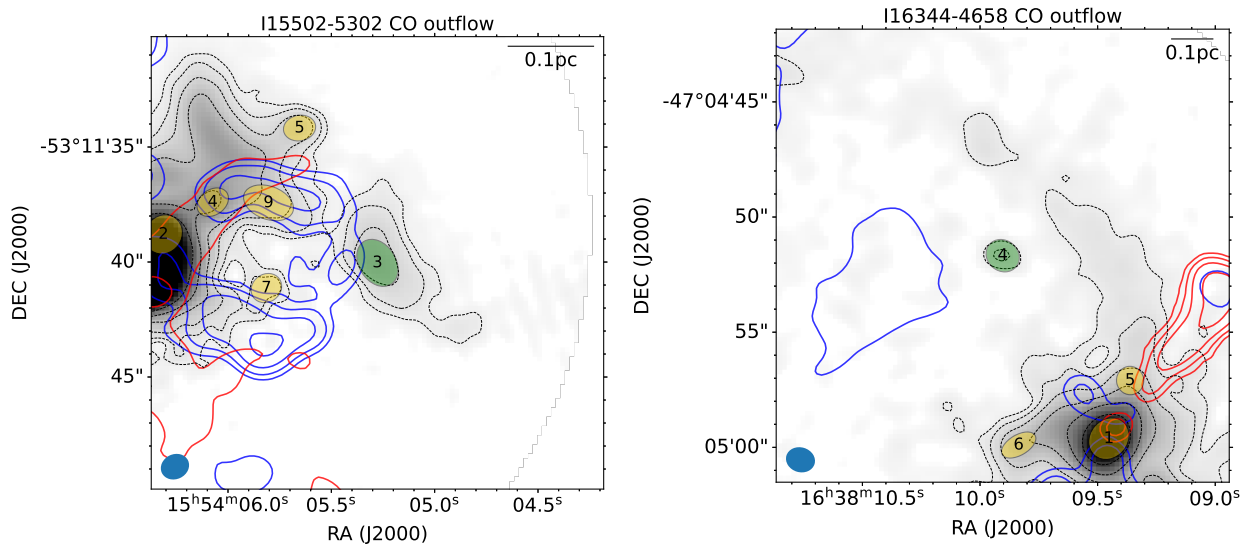 I15502-5302 CO outflow
0.1pc
5
-53°11'35"
4
9
2
3
40"
7
45"
DEC (J2000)
15ʰ54ᵐ06.0ˢ
05.5ˢ
05.0ˢ
04.5ˢ
RA (J2000)
I16344-4658 CO outflow
0.1pc
-47°04'45"
50"
4
DEC (J2000)
55"
5
05'00"
6
1
16ʰ38ᵐ10.5ˢ
10.0ˢ
09.5ˢ
09.0ˢ
RA (J2000)